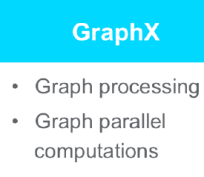 GraphX
• Graph processing
• Graph parallel
computations